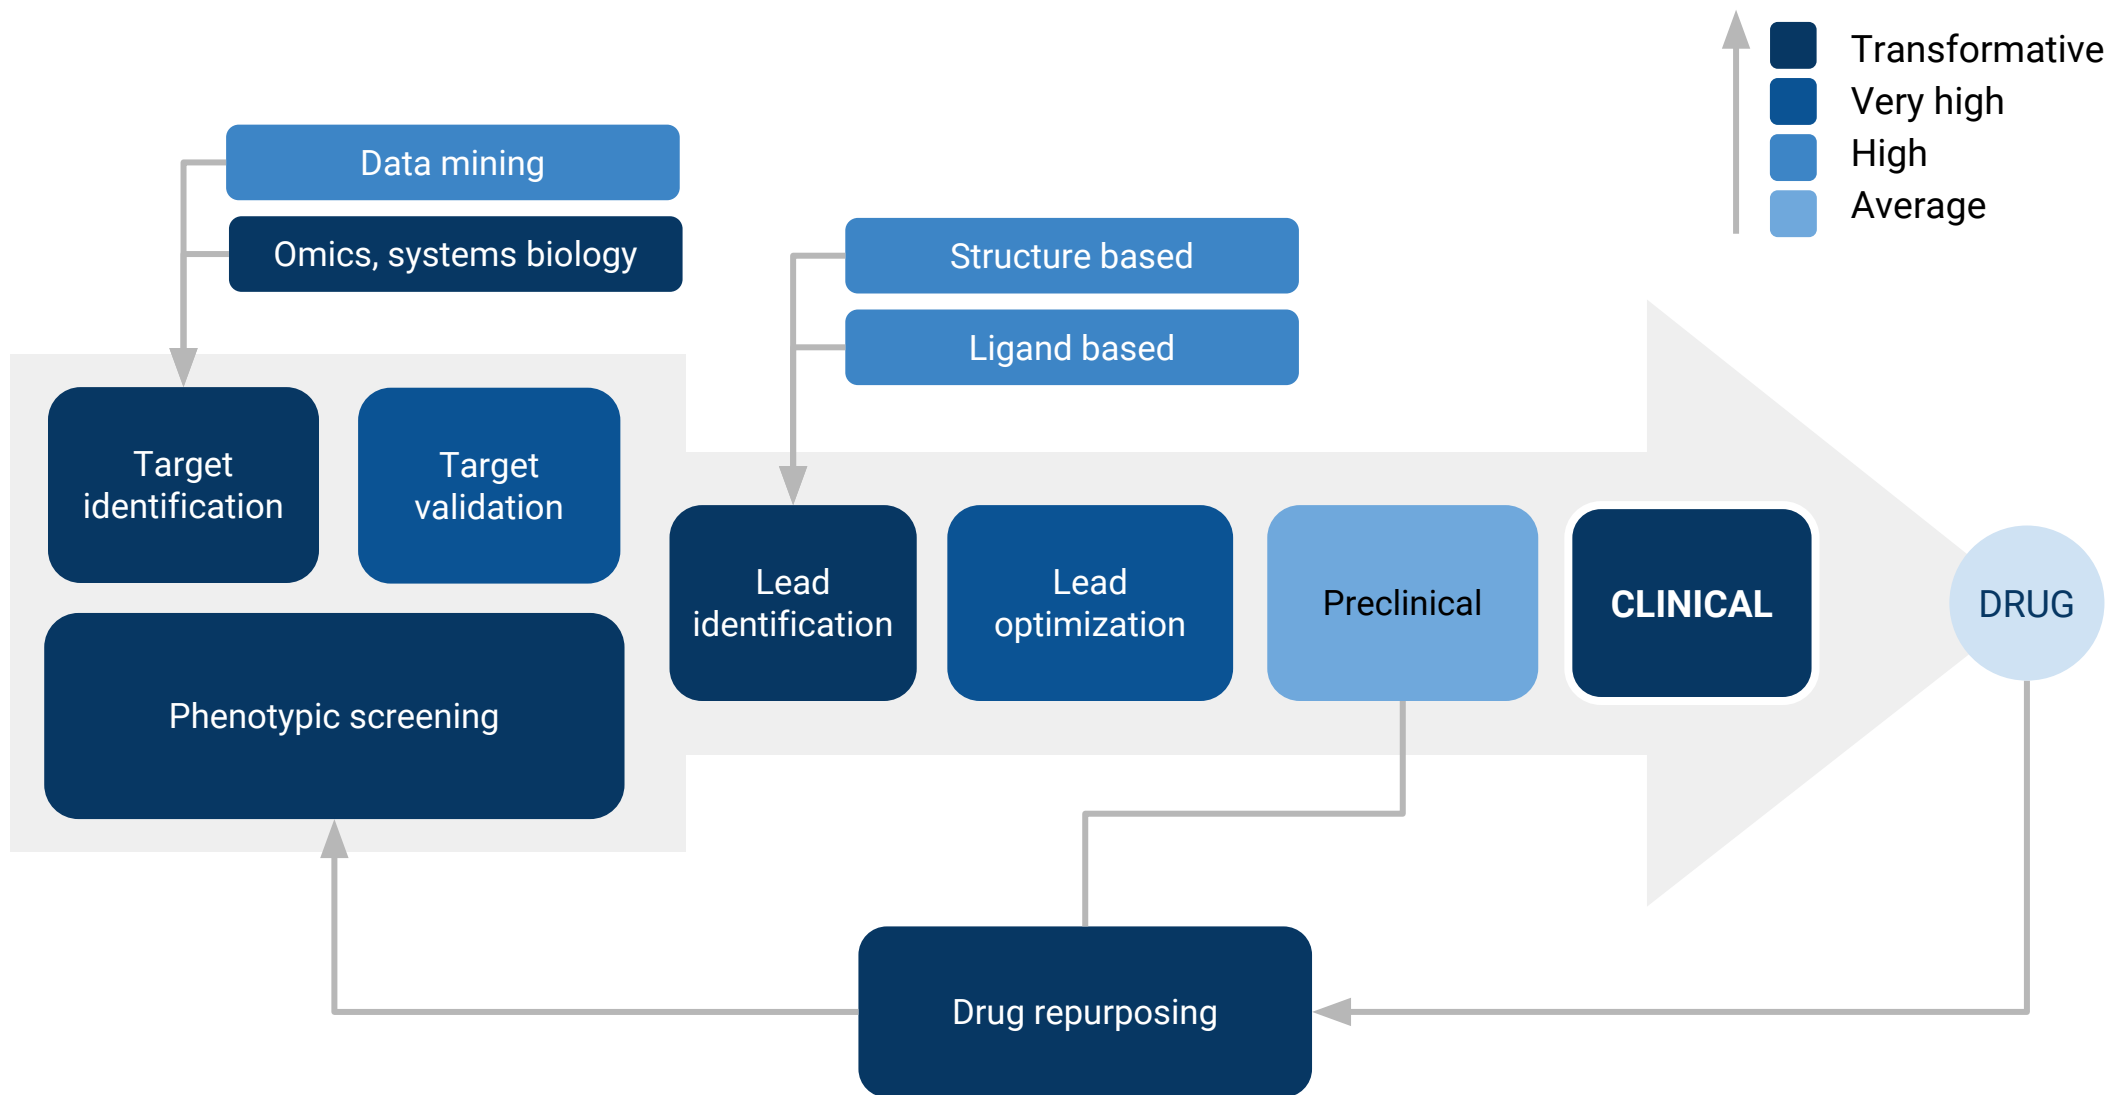 Transformative
Very high
High
Average
Data mining
Omics, systems biology
Structure based
Ligand based
Target
identification
Target
validation
Phenotypic screening
Lead
identification
Lead
optimization
Preclinical
CLINICAL
DRUG
Drug repurposing